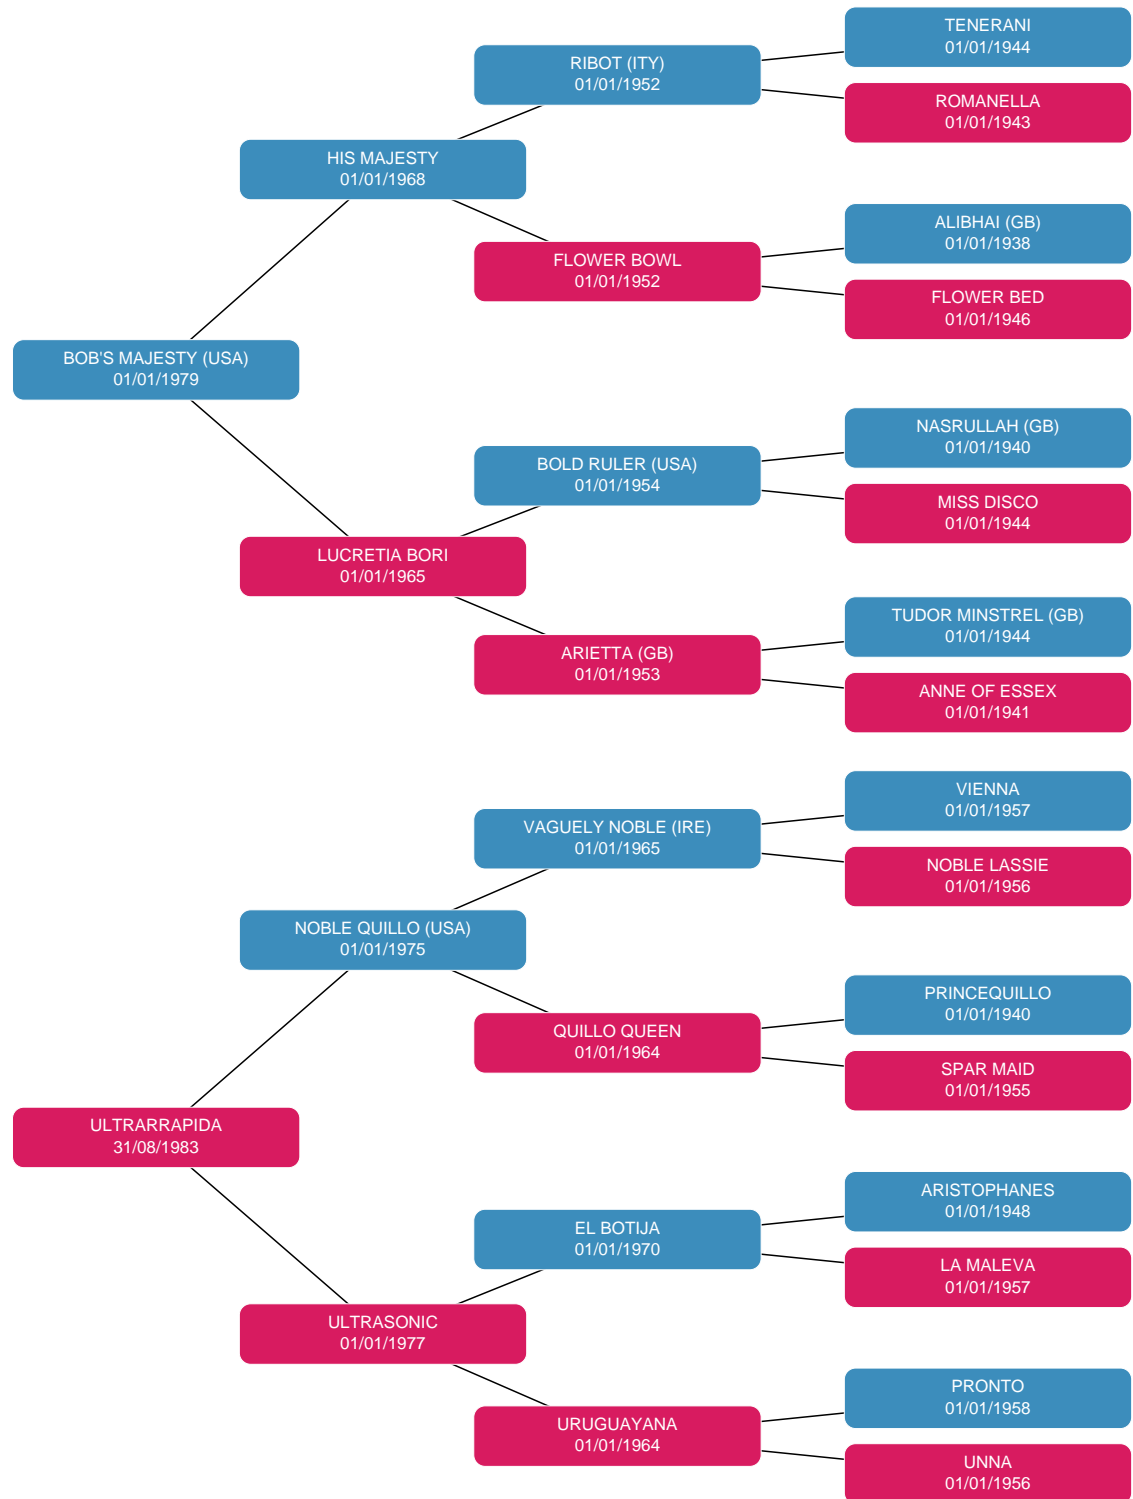 TENERANI
01/01/1944
RIBOT (ITY)
01/01/1952
ROMANELLA
01/01/1943
HIS MAJESTY
01/01/1968
ALIBHAI (GB)
01/01/1938
FLOWER BOWL
01/01/1952
FLOWER BED
01/01/1946
BOB'S MAJESTY (USA)
01/01/1979
NASRULLAH (GB)
01/01/1940
BOLD RULER (USA)
01/01/1954
MISS DISCO
01/01/1944
LUCRETIA BORI
01/01/1965
TUDOR MINSTREL (GB)
01/01/1944
ARIETTA (GB)
01/01/1953
ANNE OF ESSEX
01/01/1941
VIENNA
01/01/1957
VAGUELY NOBLE (IRE)
01/01/1965
NOBLE LASSIE
01/01/1956
NOBLE QUILLO (USA)
01/01/1975
PRINCEQUILLO
01/01/1940
QUILLO QUEEN
01/01/1964
SPAR MAID
01/01/1955
ULTRARRAPIDA
31/08/1983
ARISTOPHANES
01/01/1948
EL BOTIJA
01/01/1970
LA MALEVA
01/01/1957
ULTRASONIC
01/01/1977
PRONTO
01/01/1958
URUGUAYANA
01/01/1964
UNNA
01/01/1956